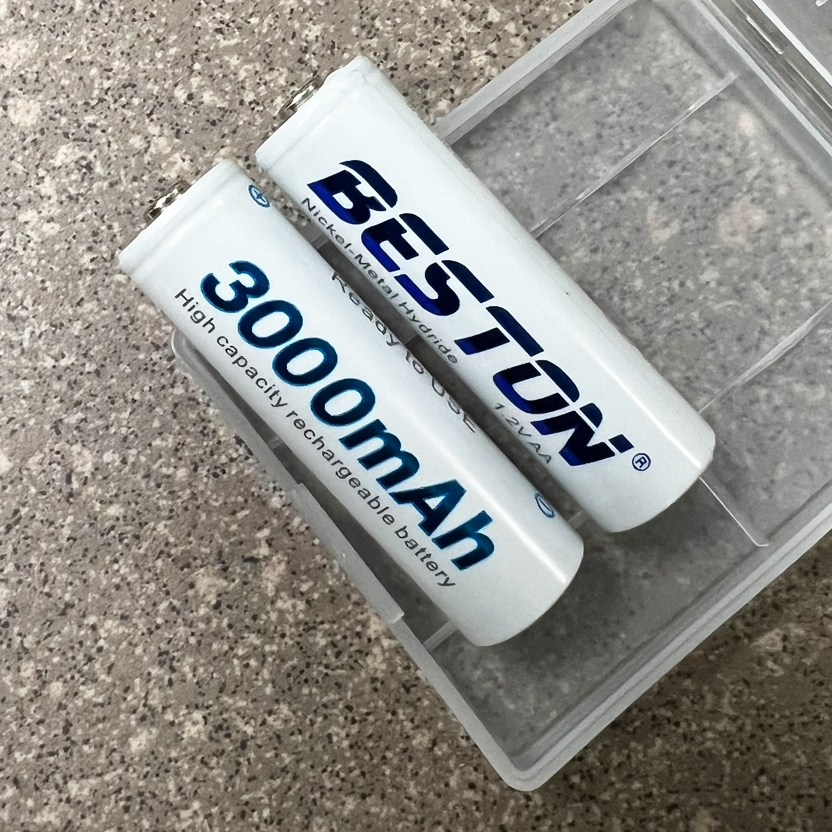 BESTON®
Nickel-Metal Hydride 1.2V AA
3000mAh
High capacity rechargeable battery
Ready to USE